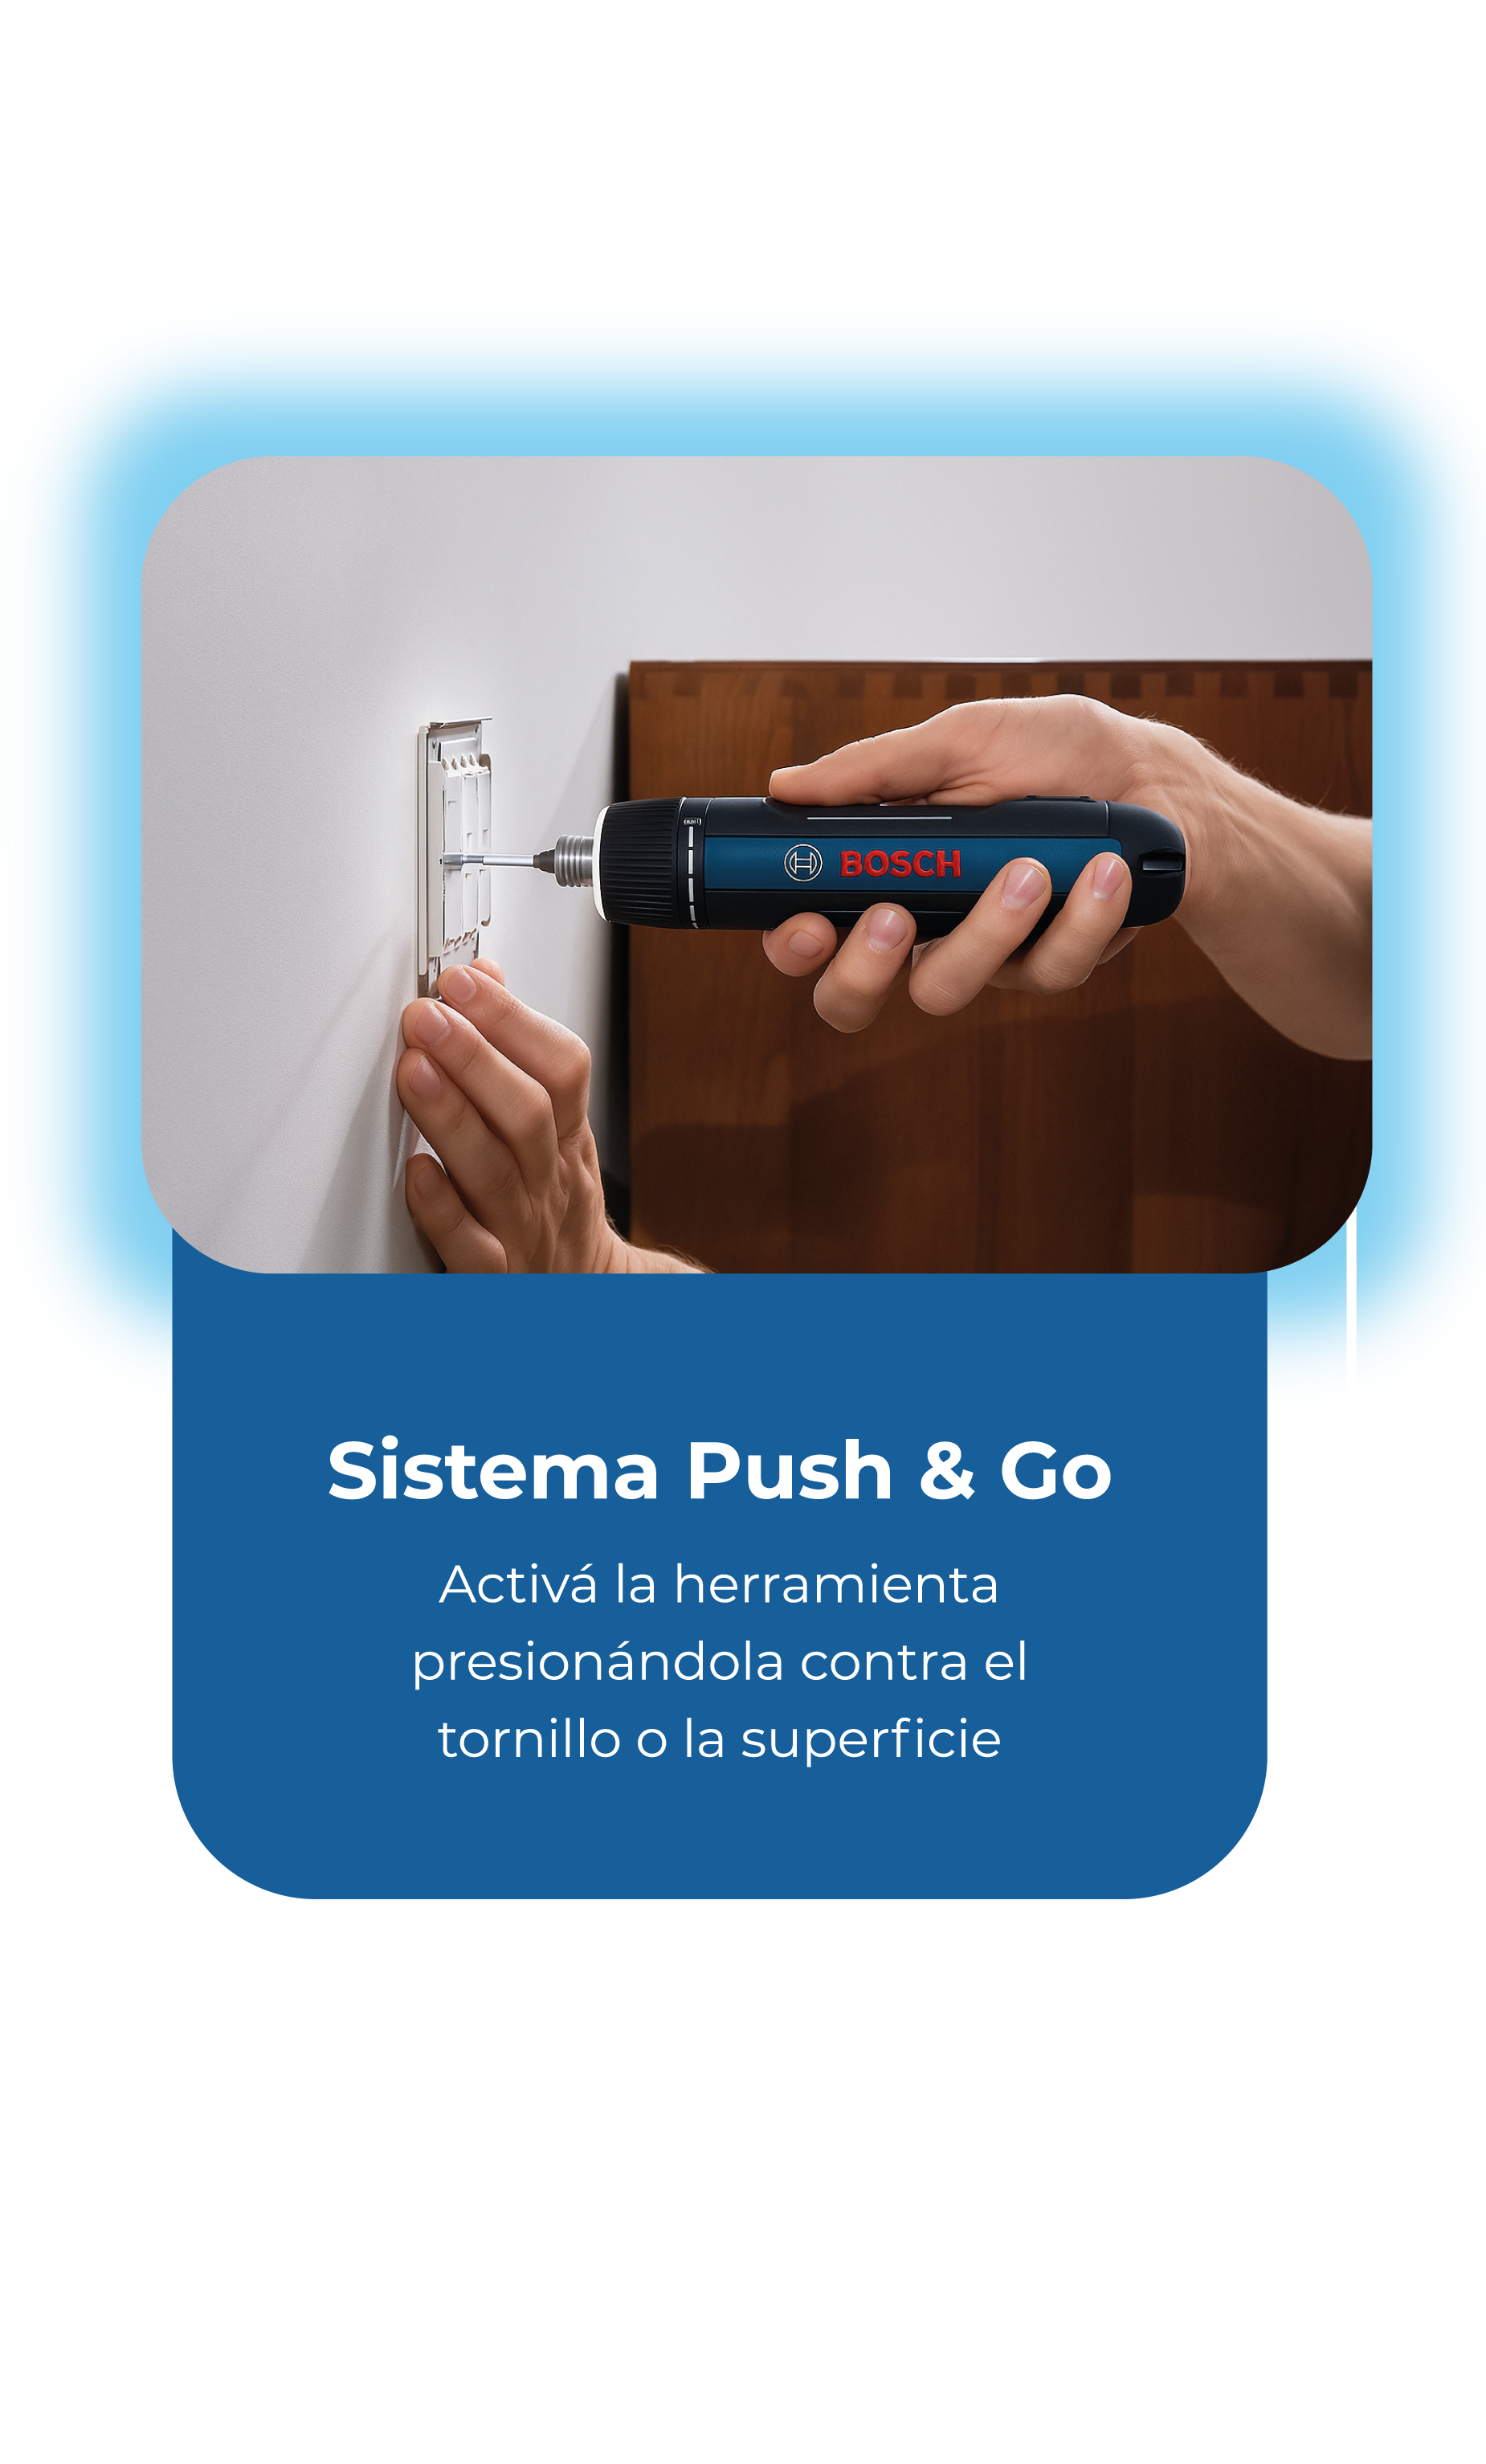 BOSCH
Sistema Push & Go
Activá la herramienta
presionándola contra el
tornillo o la superficie